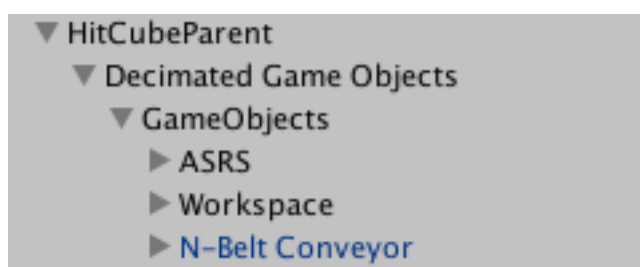 HitCubeParent
Decimated Game Objects
GameObjects
ASRS
Workspace
N-Belt Conveyor